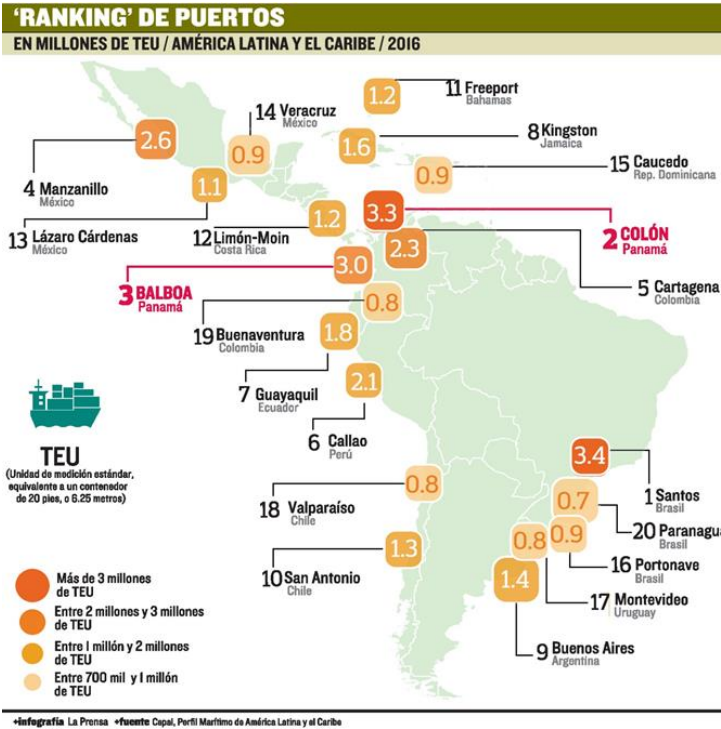 'RANKING' DE PUERTOS
EN MILLONES DE TEU / AMÉRICA LATINA Y EL CARIBE / 2016
1.2
11 Freeport
Bahamas
14 Veracruz
México
2.6
0.9
1.6
8 Kingston
Jamaica
0.9
15 Caucedo
Rep. Dominicana
4 Manzanillo
México
1.1
13 Lázaro Cárdenas
México
12 Limón-Moin
Costa Rica
1.2
3.3
2 COLÓN
Panamá
2.3
3.0
3 BALBOA
Panamá
5 Cartagena
Colombia
0.8
19 Buenaventura
Colombia
1.8
7 Guayaquil
Ecuador
2.1
6 Callao
Perú
TEU
(Unidad de medición estándar,
equivalente a un contenedor
de 20 pies, o 6.25 metros)
3.4
1 Santos
Brasil
0.8
18 Valparaíso
Chile
0.7
20 Paranagua
Brasil
0.9
16 Portonave
Brasil
0.8
17 Montevideo
Uruguay
1.3
10 San Antonio
Chile
1.4
9 Buenos Aires
Argentina
Más de 3 millones
de TEU
Entre 2 millones y 3 millones
de TEU
Entre 1 millón y 2 millones
de TEU
Entre 700 mil y 1 millón
de TEU
+infografía La Prensa +fuente Cepal, Perfil Marítimo de América Latina y el Caribe